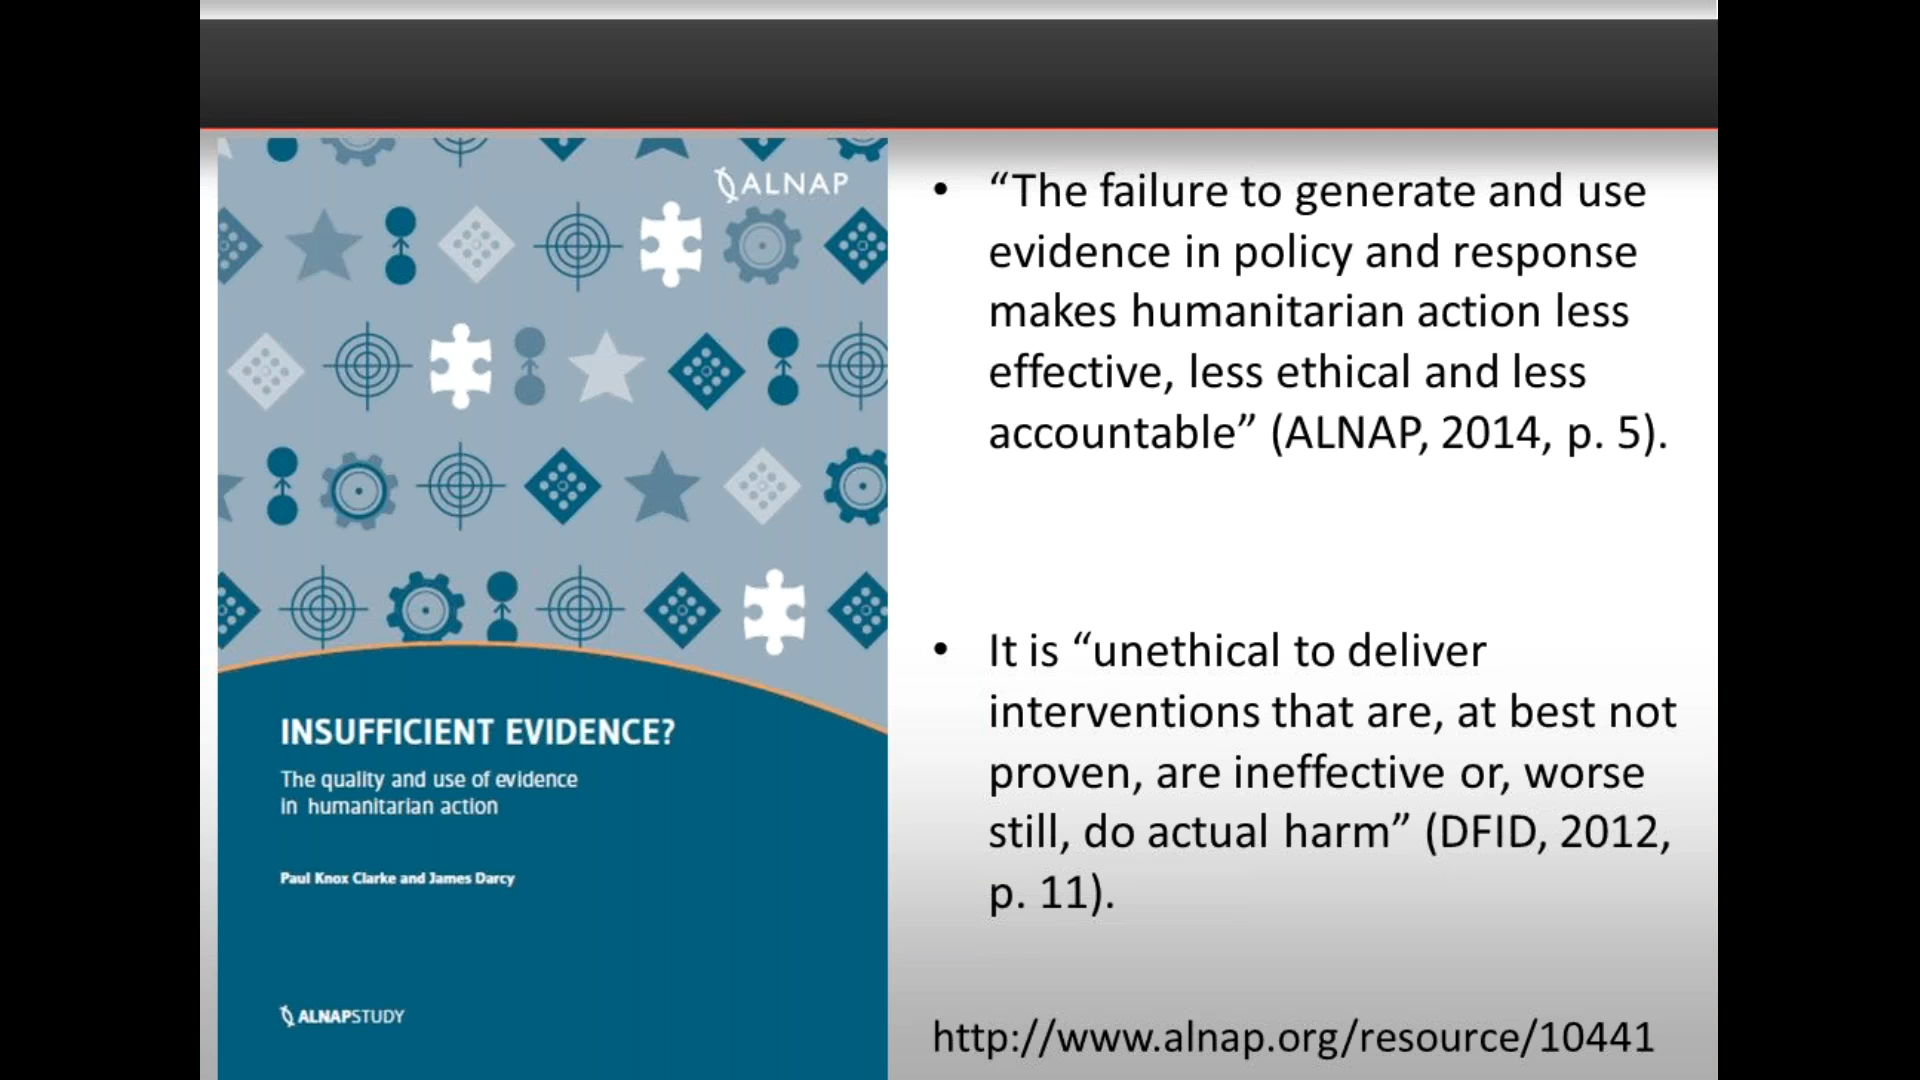 ALNAP
INSUFFICIENT EVIDENCE?
The quality and use of evidence
in humanitarian action
Paul Knox Clarke and James Darcy
ALNAPSTUDY
• “The failure to generate and use
evidence in policy and response
makes humanitarian action less
effective, less ethical and less
accountable” (ALNAP, 2014, p. 5).
• It is “unethical to deliver
interventions that are, at best not
proven, are ineffective or, worse
still, do actual harm” (DFID, 2012,
p. 11).
http://www.alnap.org/resource/10441